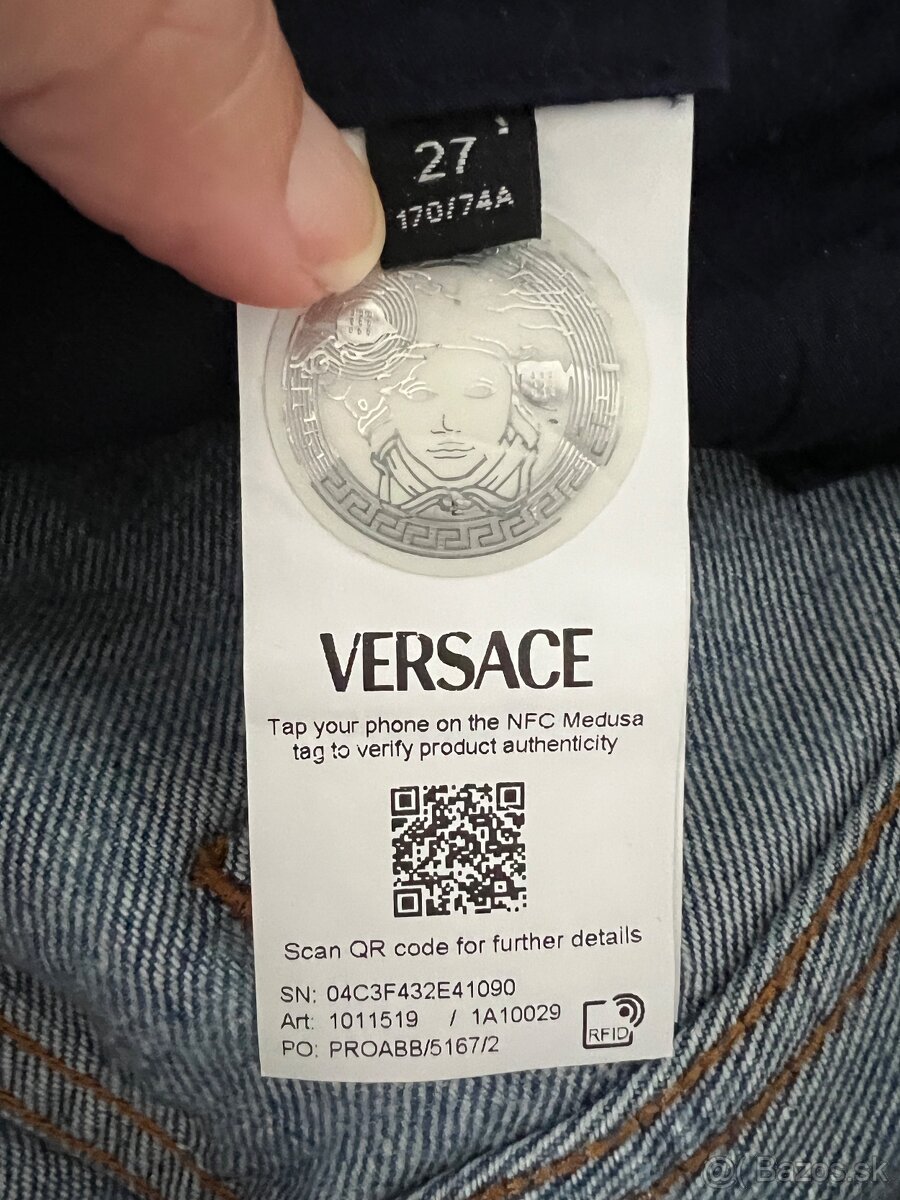 27
170/74A
VERSACE
Tap your phone on the NFC Medusa
tag to verify product authenticity
Scan QR code for further details
SN: 04C3F432E41090
Art: 1011519 / 1A10029
PO: PROABB/5167/2
RFID
Bazos.sk